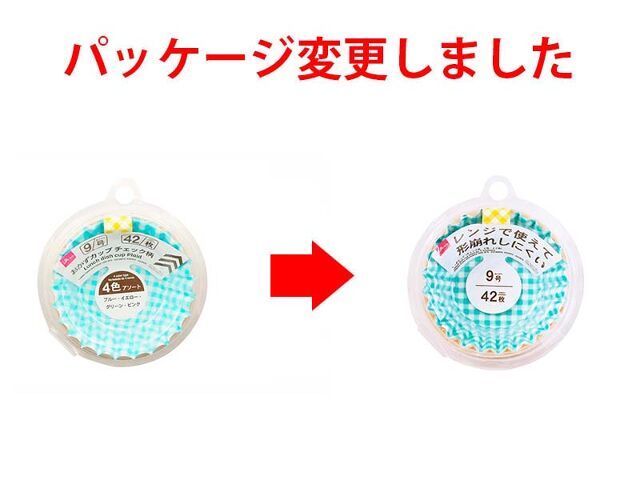 パッケージ変更しました
9号 42枚
おかずカップチェック柄
Lunch dish cup Plaid
4色アソート
ブルー・イエロー・
グリーン・ピンク
レンジで使えて
形崩れしにくい
9号
42枚